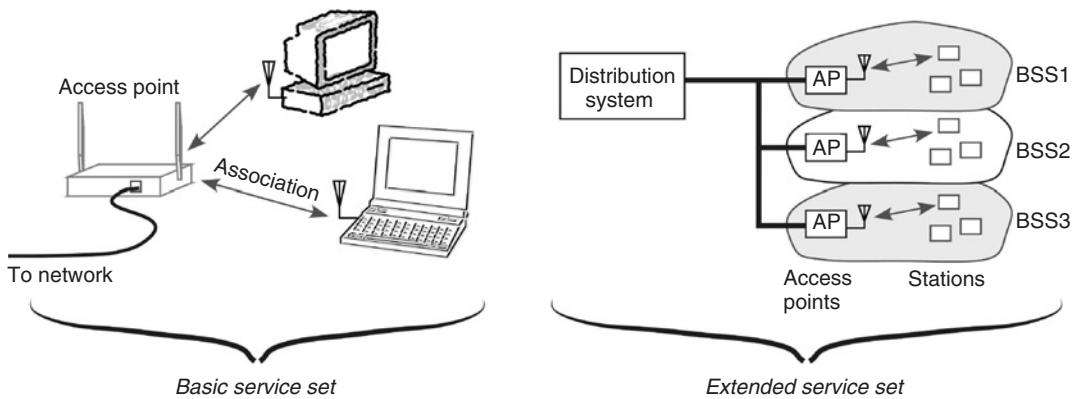 Access point
Association
To network
Basic service set
Distribution
system
AP
BSS1
AP
BSS2
AP
BSS3
Access
points
Stations
Extended service set